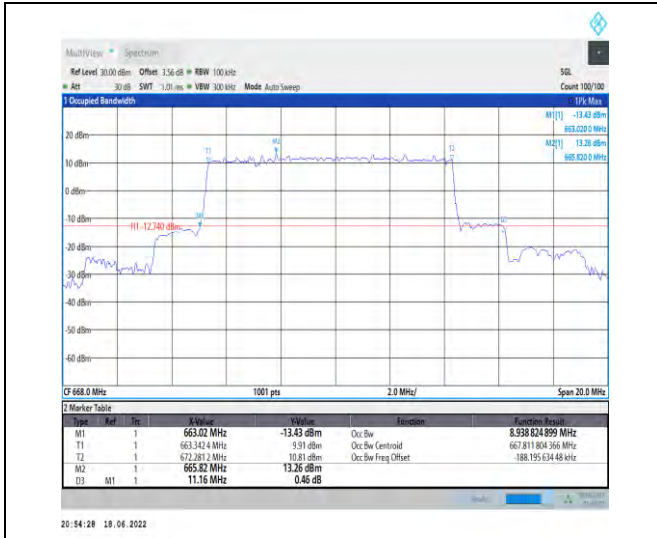 MultiView Spectrum
Ref Level 30.00 dBm Offset 3.56 dB RBW 100 kHz SGL
Att 30 dB SWT 1.01 ms VBW 300 kHz Mode Auto Sweep Count 100/100
1 Occupied Bandwidth 1Pk Max
M1[1] -13.43 dBm
663.0200 MHz
M2[1] 13.26 dBm
665.8200 MHz
20 dBm
T1 M2 T2
10 dBm
0 dBm
-10 dBm
H1 -12.740 dBm
-20 dBm
-30 dBm
-40 dBm
-50 dBm
-60 dBm
CF 668.0 MHz 1001 pts 2.0 MHz/ Span 20.0 MHz
2 Marker Table
Type Ref Trc X-Value Y-Value Function Function Result
M1 1 663.02 MHz -13.43 dBm Occ Bw 8.938 824 899 MHz
T1 1 663.342 4 MHz 9.91 dBm Occ Bw Centroid 667.811 804 366 MHz
T2 1 672.281 2 MHz 10.81 dBm Occ Bw Freq Offset -188.195 634 48 kHz
M2 1 665.82 MHz 13.26 dBm
D3 M1 1 11.16 MHz 0.46 dB
20:54:28 18.06.2022